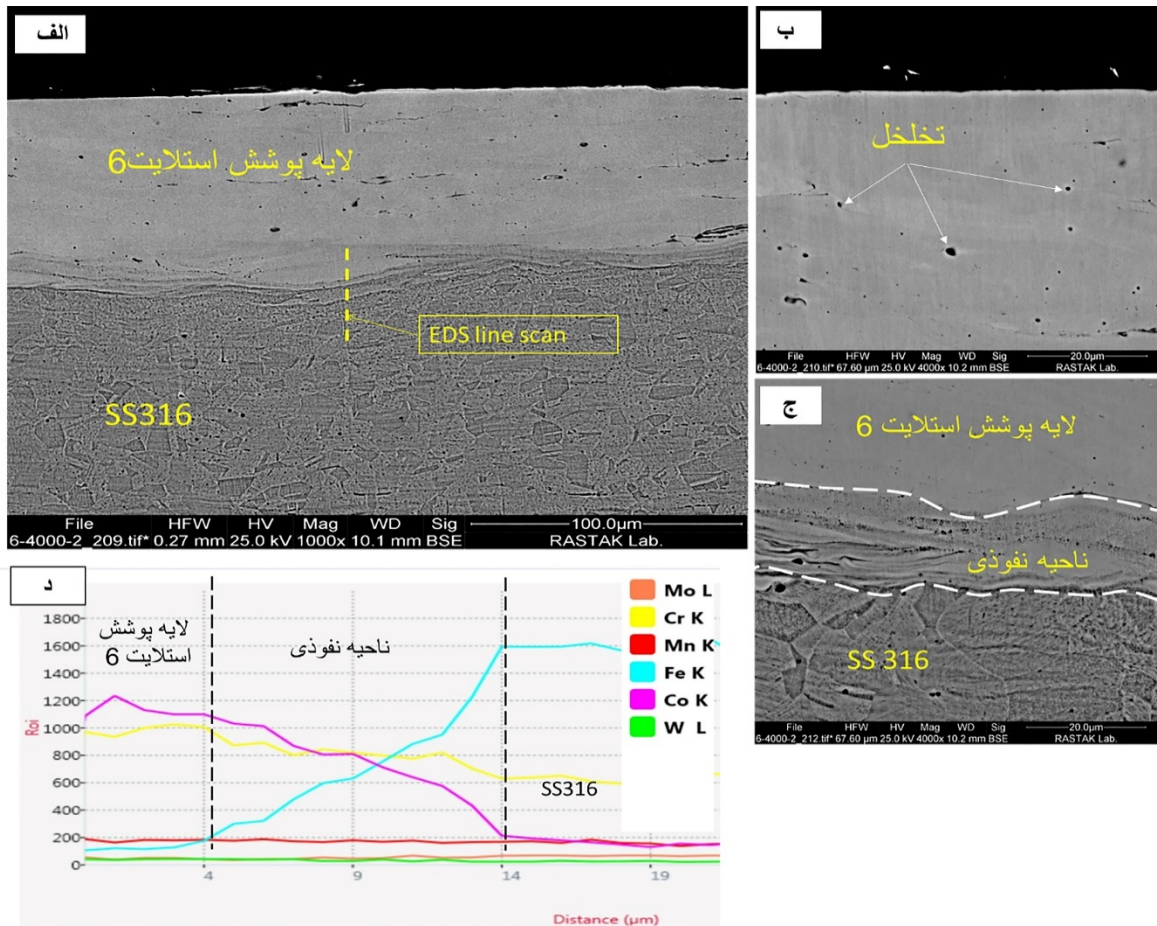 الف
لایه پوشش استلایت6
EDS line scan
SS316
File HFW HV Mag WD Sig 100.0µm
6-4000-2_209.tif* 0.27 mm 25.0 kV 1000x 10.1 mm BSE RASTAK Lab.
ب
تخلخل
File HFW HV Mag WD Sig 20.0µm
6-4000-2_210.tif* 67.60 µm 25.0 kV 4000x 10.2 mm BSE RASTAK Lab.
ج
لایه پوشش استلایت 6
ناحیه نفوذی
SS 316
File HFW HV Mag WD Sig 20.0µm
6-4000-2_212.tif* 67.60 µm 25.0 kV 4000x 10.2 mm BSE RASTAK Lab.
د
لایه پوشش
استلایت 6
ناحیه نفوذی
SS316
Mo L
Cr K
Mn K
Fe K
Co K
W L
1800
1600
1400
1200
1000
800
600
400
200
0
Roi
4 9 14 19
Distance (µm)